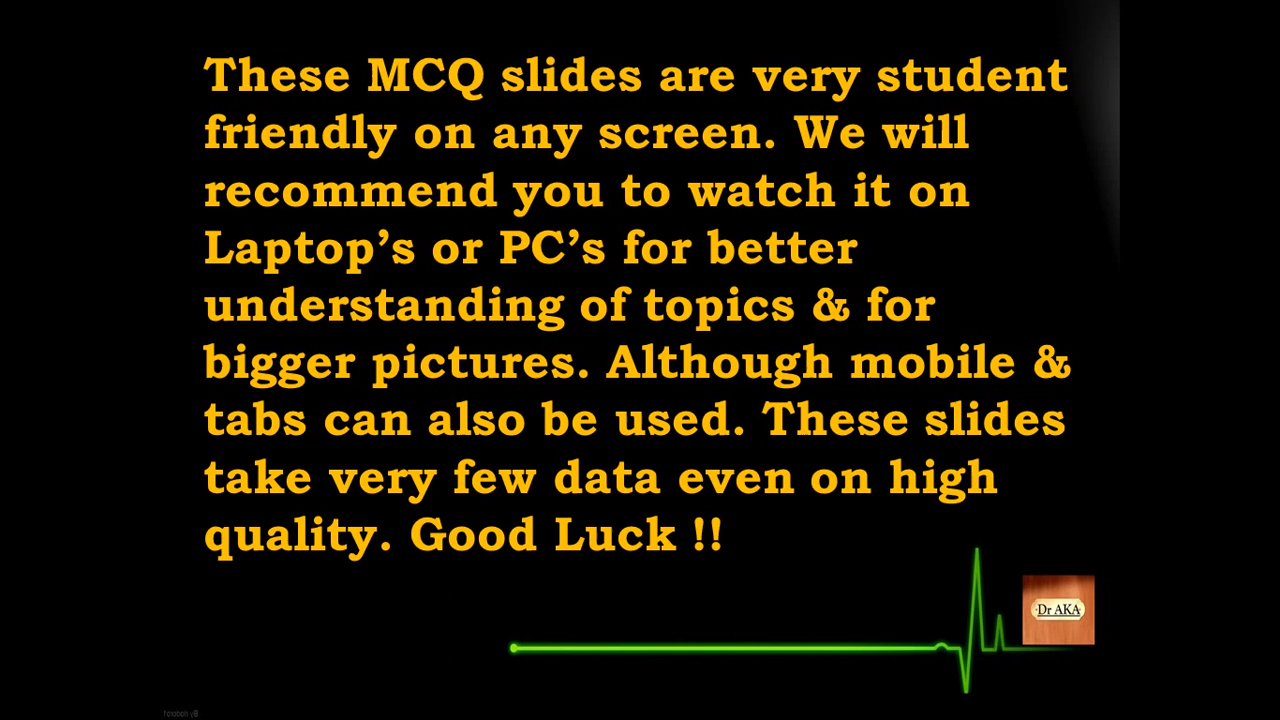 These MCQ slides are very student
friendly on any screen. We will
recommend you to watch it on
Laptop’s or PC’s for better
understanding of topics & for
bigger pictures. Although mobile &
tabs can also be used. These slides
take very few data even on high
quality. Good Luck !!
Dr AKA